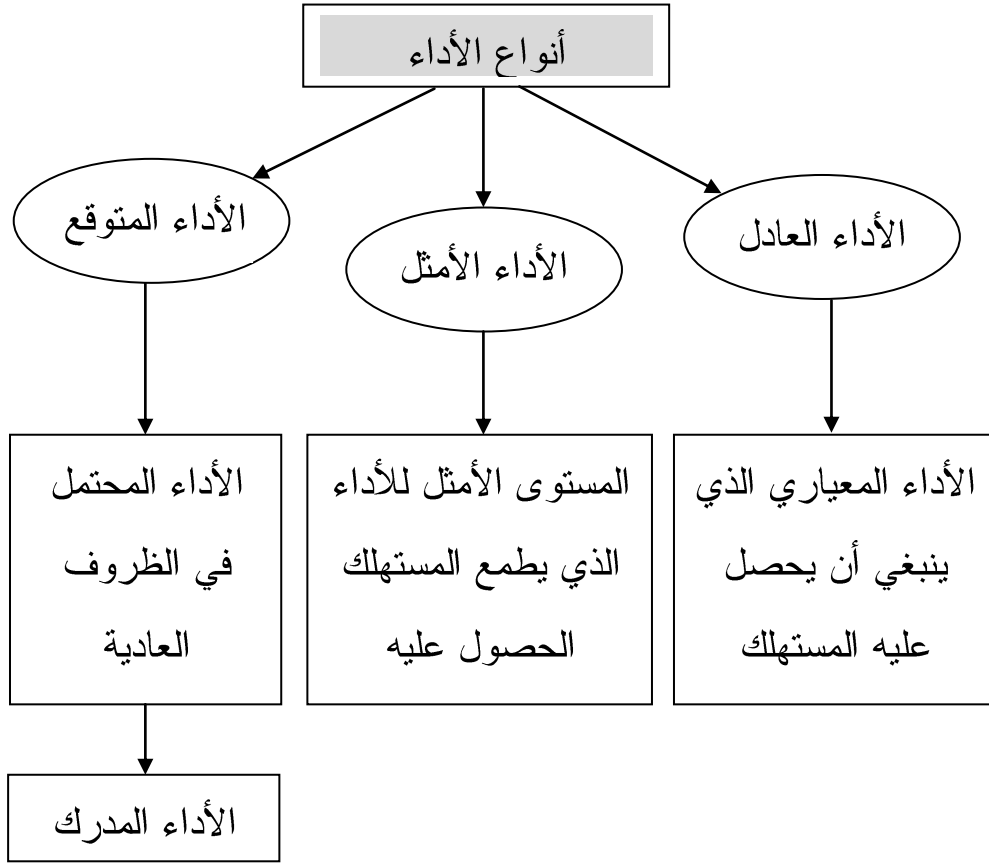 أنواع الأداء
الأداء العادل
الأداء الأمثل
الأداء المتوقع
الأداء المعياري الذي
ينبغي أن يحصل
عليه المستهلك
المستوى الأمثل للأداء
الذي يطمع المستهلك
الحصول عليه
الأداء المحتمل
في الظروف
العادية
الأداء المدرك